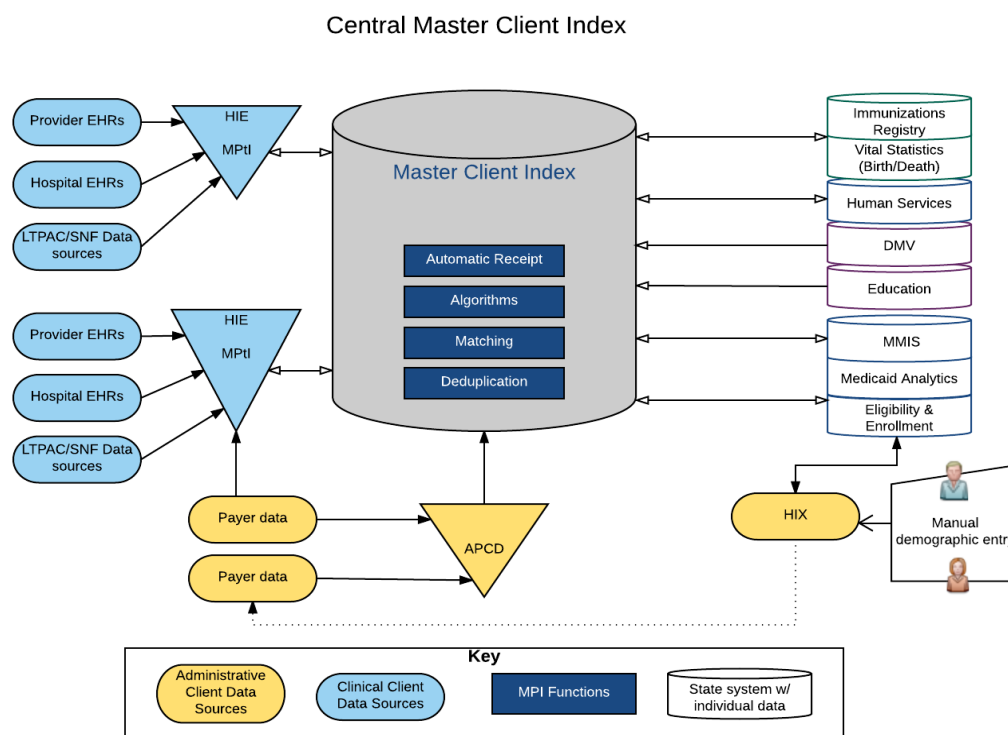 Central Master Client Index
Provider EHRs
Hospital EHRs
LTPAC/SNF Data
sources
HIE
MPtI
Provider EHRs
Hospital EHRs
LTPAC/SNF Data
sources
HIE
MPtI
Master Client Index
Automatic Receipt
Algorithms
Matching
Deduplication
Immunizations
Registry
Vital Statistics
(Birth/Death)
Human Services
DMV
Education
MMIS
Medicaid Analytics
Eligibility &
Enrollment
Payer data
Payer data
APCD
HIX
Manual
demographic entr
Key
Administrative
Client Data
Sources
Clinical Client
Data Sources
MPI Functions
State system w/
individual data